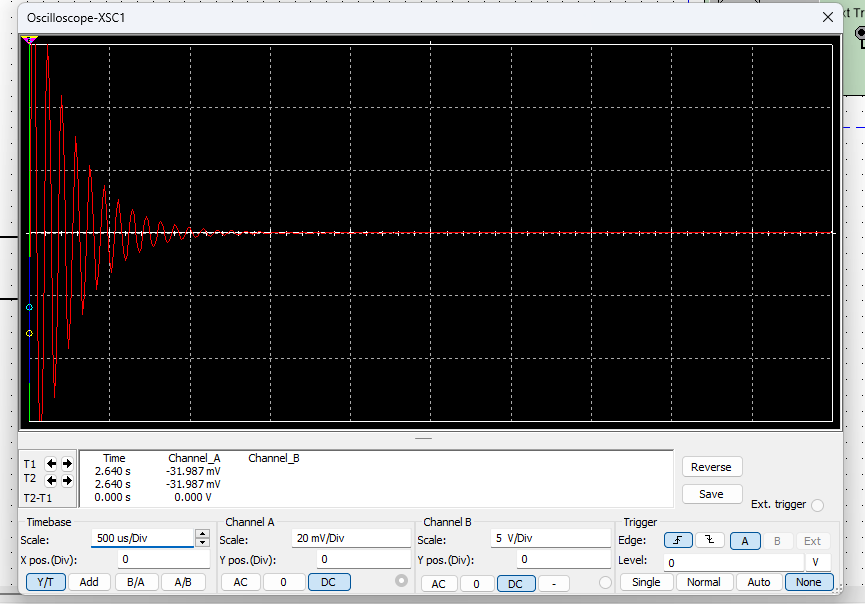 Oscilloscope-XSC1
xt Tr
T1
T2
T2-T1
Time Channel_A Channel_B
2.640 s -31.987 mV
2.640 s -31.987 mV
0.000 s 0.000 V
Reverse
Save
Ext. trigger
Timebase
Scale: 500 us/Div
X pos.(Div): 0
Y/T Add B/A A/B
Channel A
Scale: 20 mV/Div
Y pos.(Div): 0
AC 0 DC
Channel B
Scale: 5 V/Div
Y pos.(Div): 0
AC 0 DC -
Trigger
Edge: A B Ext
Level: 0 V
Single Normal Auto None